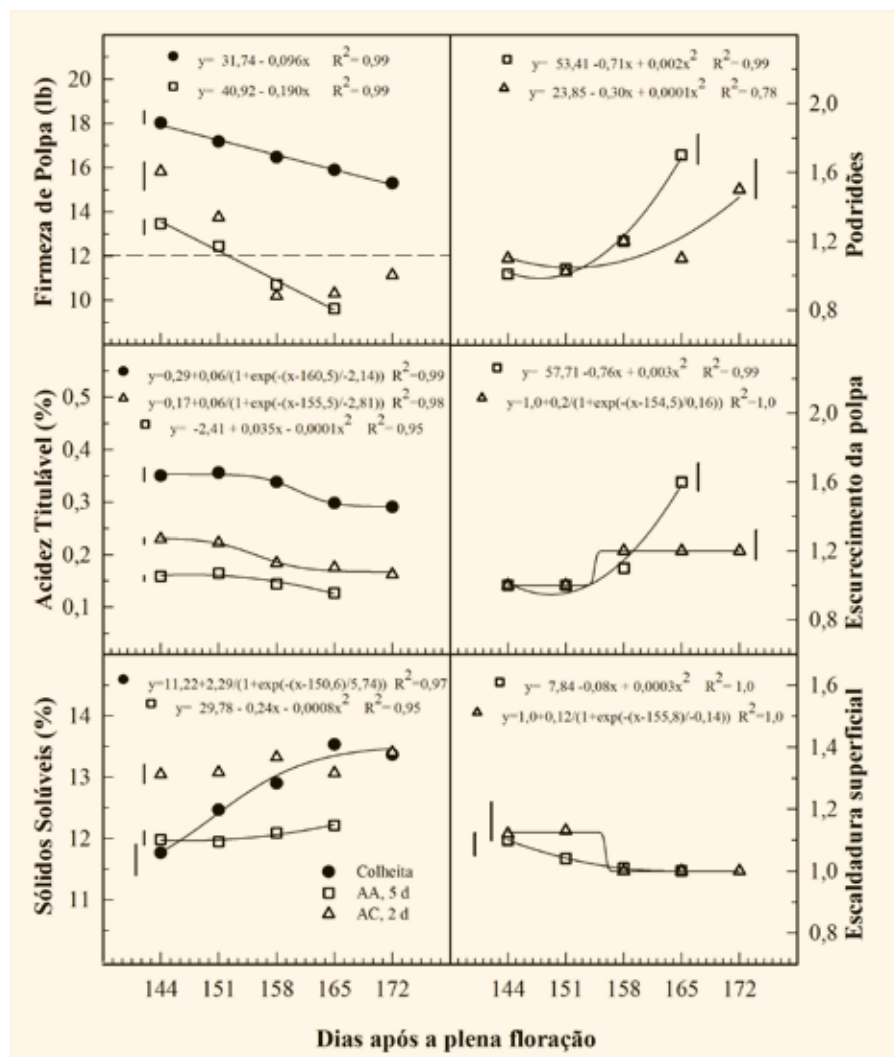 Firmeza de Polpa (lb)
20
18
16
14
12
10
y= 31,74 - 0,096x R2= 0,99
y= 40,92 - 0,190x R2= 0,99
y= 53,41 -0,71x + 0,002x2 R2= 0,99
y= 23,85 - 0,30x + 0,0001x2 R2= 0,78
2,0
1,6
1,2
0,8
Podridões
Acidez Titulável (%)
0,5
0,4
0,3
0,2
0,1
y=0,29+0,06/(1+exp(-(x-160,5)/-2,14)) R2=0,99
y=0,17+0,06/(1+exp(-(x-155,5)/-2,81)) R2=0,98
y= -2,41 + 0,035x - 0,0001x2 R2= 0,95
y= 57,71 -0,76x + 0,003x2 R2= 0,99
y=1,0+0,2/(1+exp(-(x-154,5)/0,16)) R2=1,0
2,0
1,6
1,2
0,8
Escurecimento da polpa
Sólidos Solúveis (%)
14
13
12
11
y=11,22+2,29/(1+exp(-(x-150,6)/5,74)) R2=0,97
y= 29,78 - 0,24x - 0,0008x2 R2= 0,95
Colheita
AA, 5 d
AC, 2 d
y= 7,84 -0,08x + 0,0003x2 R2= 1,0
y=1,0+0,12/(1+exp(-(x-155,8)/-0,14)) R2=1,0
1,6
1,4
1,2
1,0
0,8
Escaldadura superficial
144 151 158 165 172 144 151 158 165 172
Dias após a plena floração